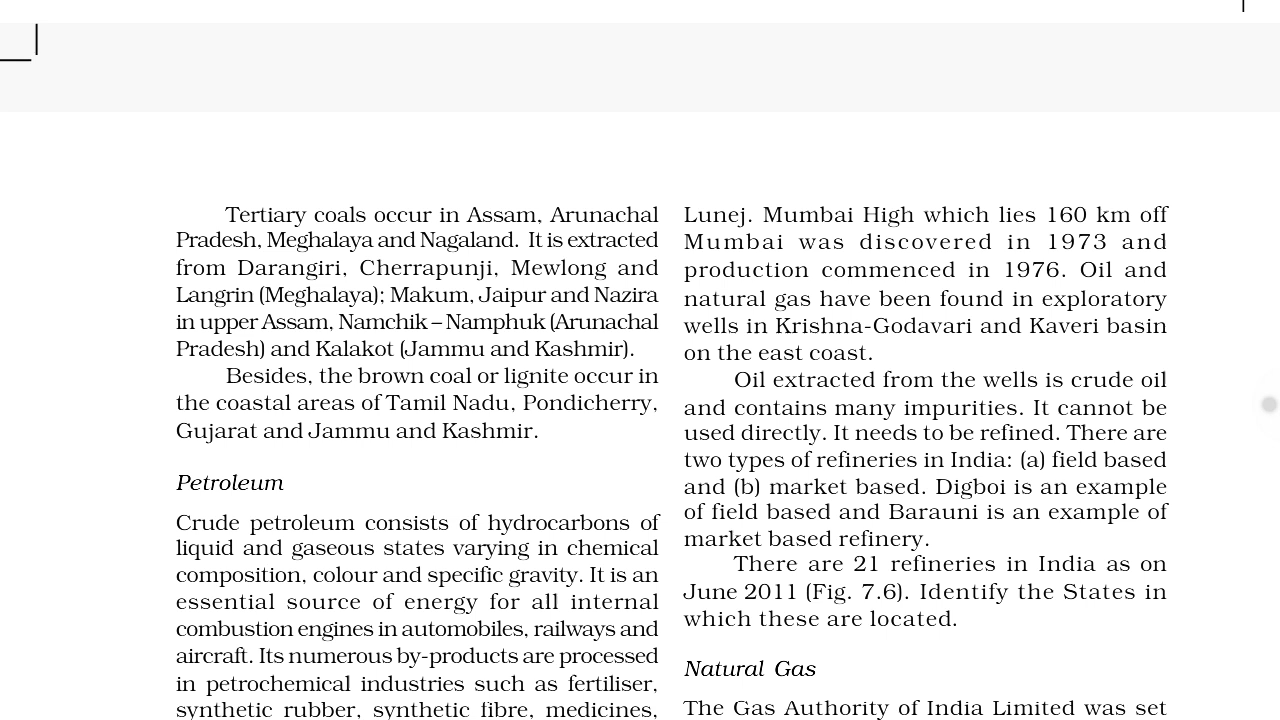 Tertiary coals occur in Assam, Arunachal
Pradesh, Meghalaya and Nagaland. It is extracted
from Darangiri, Cherrapunji, Mewlong and
Langrin (Meghalaya); Makum, Jaipur and Nazira
in upper Assam, Namchik – Namphuk (Arunachal
Pradesh) and Kalakot (Jammu and Kashmir).
Besides, the brown coal or lignite occur in
the coastal areas of Tamil Nadu, Pondicherry,
Gujarat and Jammu and Kashmir.
Petroleum
Crude petroleum consists of hydrocarbons of
liquid and gaseous states varying in chemical
composition, colour and specific gravity. It is an
essential source of energy for all internal
combustion engines in automobiles, railways and
aircraft. Its numerous by-products are processed
in petrochemical industries such as fertiliser,
synthetic rubber, synthetic fibre, medicines,
Lunej. Mumbai High which lies 160 km off
Mumbai was discovered in 1973 and
production commenced in 1976. Oil and
natural gas have been found in exploratory
wells in Krishna-Godavari and Kaveri basin
on the east coast.
Oil extracted from the wells is crude oil
and contains many impurities. It cannot be
used directly. It needs to be refined. There are
two types of refineries in India: (a) field based
and (b) market based. Digboi is an example
of field based and Barauni is an example of
market based refinery.
There are 21 refineries in India as on
June 2011 (Fig. 7.6). Identify the States in
which these are located.
Natural Gas
The Gas Authority of India Limited was set